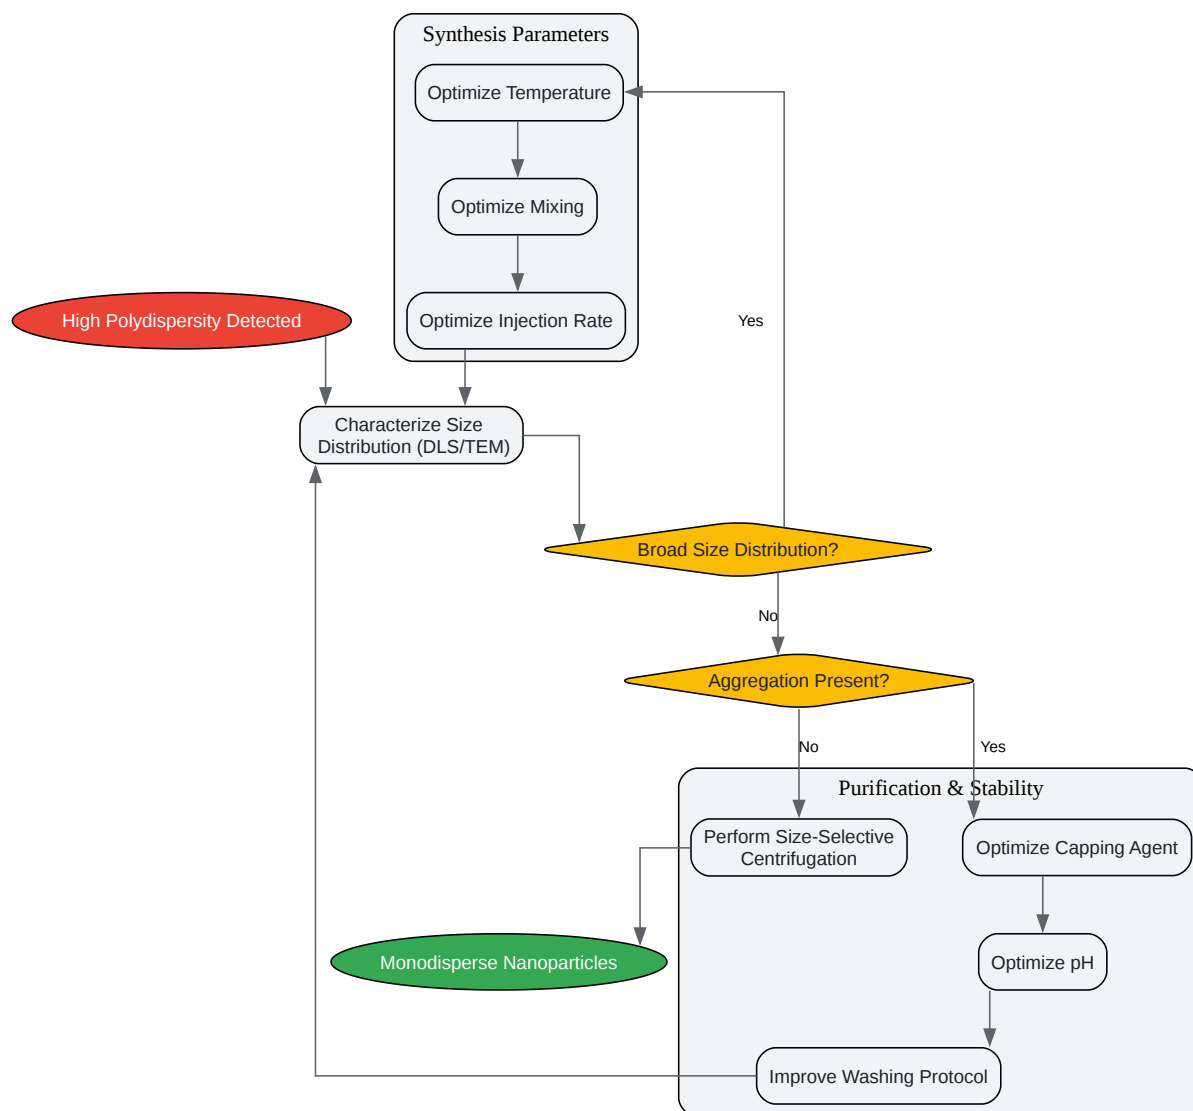 Synthesis Parameters
Optimize Temperature
Optimize Mixing
High Polydispersity Detected
Optimize Injection Rate
Yes
Characterize Size
Distribution (DLS/TEM)
Broad Size Distribution?
No
Aggregation Present?
No
Yes
Purification & Stability
Perform Size-Selective
Centrifugation
Optimize Capping Agent
Monodisperse Nanoparticles
Optimize pH
Improve Washing Protocol